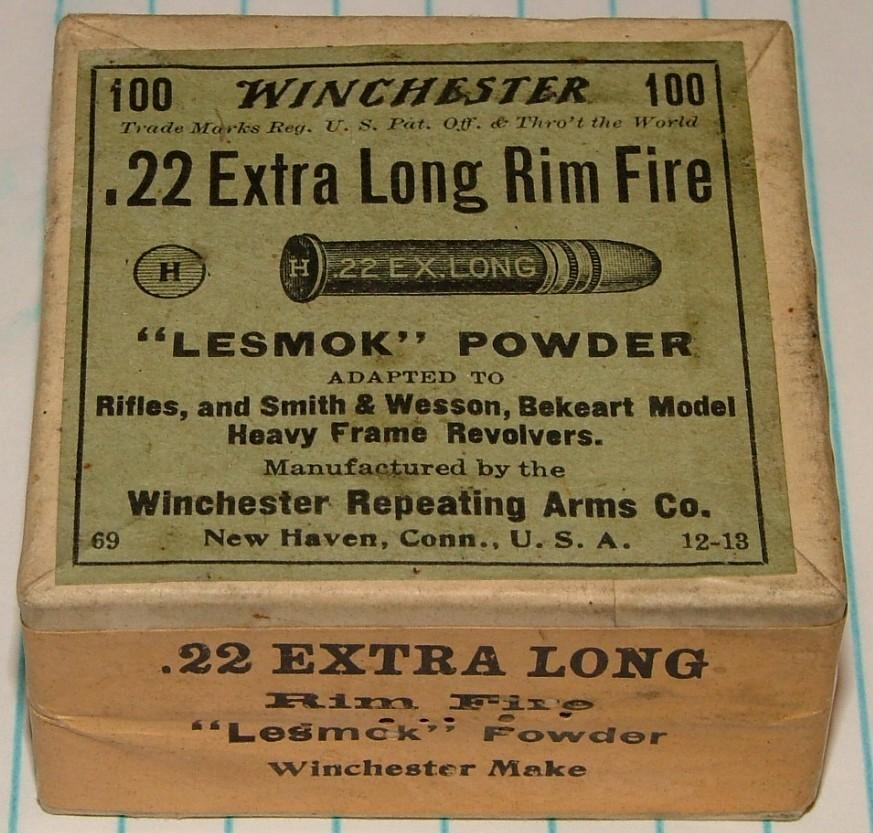 100 WINCHESTER 100
Trade Marks Reg. U. S. Pat. Off. & Thro't the World
.22 Extra Long Rim Fire
H H .22 EX. LONG
"LESMOK" POWDER
ADAPTED TO
Rifles, and Smith & Wesson, Bekeart Model
Heavy Frame Revolvers.
Manufactured by the
Winchester Repeating Arms Co.
69 New Haven, Conn., U. S. A. 12-13
.22 EXTRA LONG
Rim Fire
"Lesmok" Powder
Winchester Make